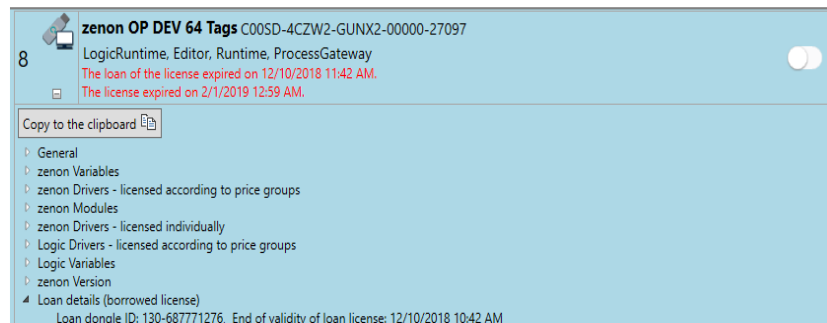 zenon OP DEV 64 Tags C00SD-4CZW2-GUNX2-00000-27097
8
LogicRuntime, Editor, Runtime, ProcessGateway
The loan of the license expired on 12/10/2018 11:42 AM.
The license expired on 2/1/2019 12:59 AM.
Copy to the clipboard
General
zenon Variables
zenon Drivers - licensed according to price groups
zenon Modules
zenon Drivers - licensed individually
Logic Drivers - licensed according to price groups
Logic Variables
zenon Version
Loan details (borrowed license)
Loan dongle ID: 130-687771276, End of validity of loan license: 12/10/2018 10:42 AM